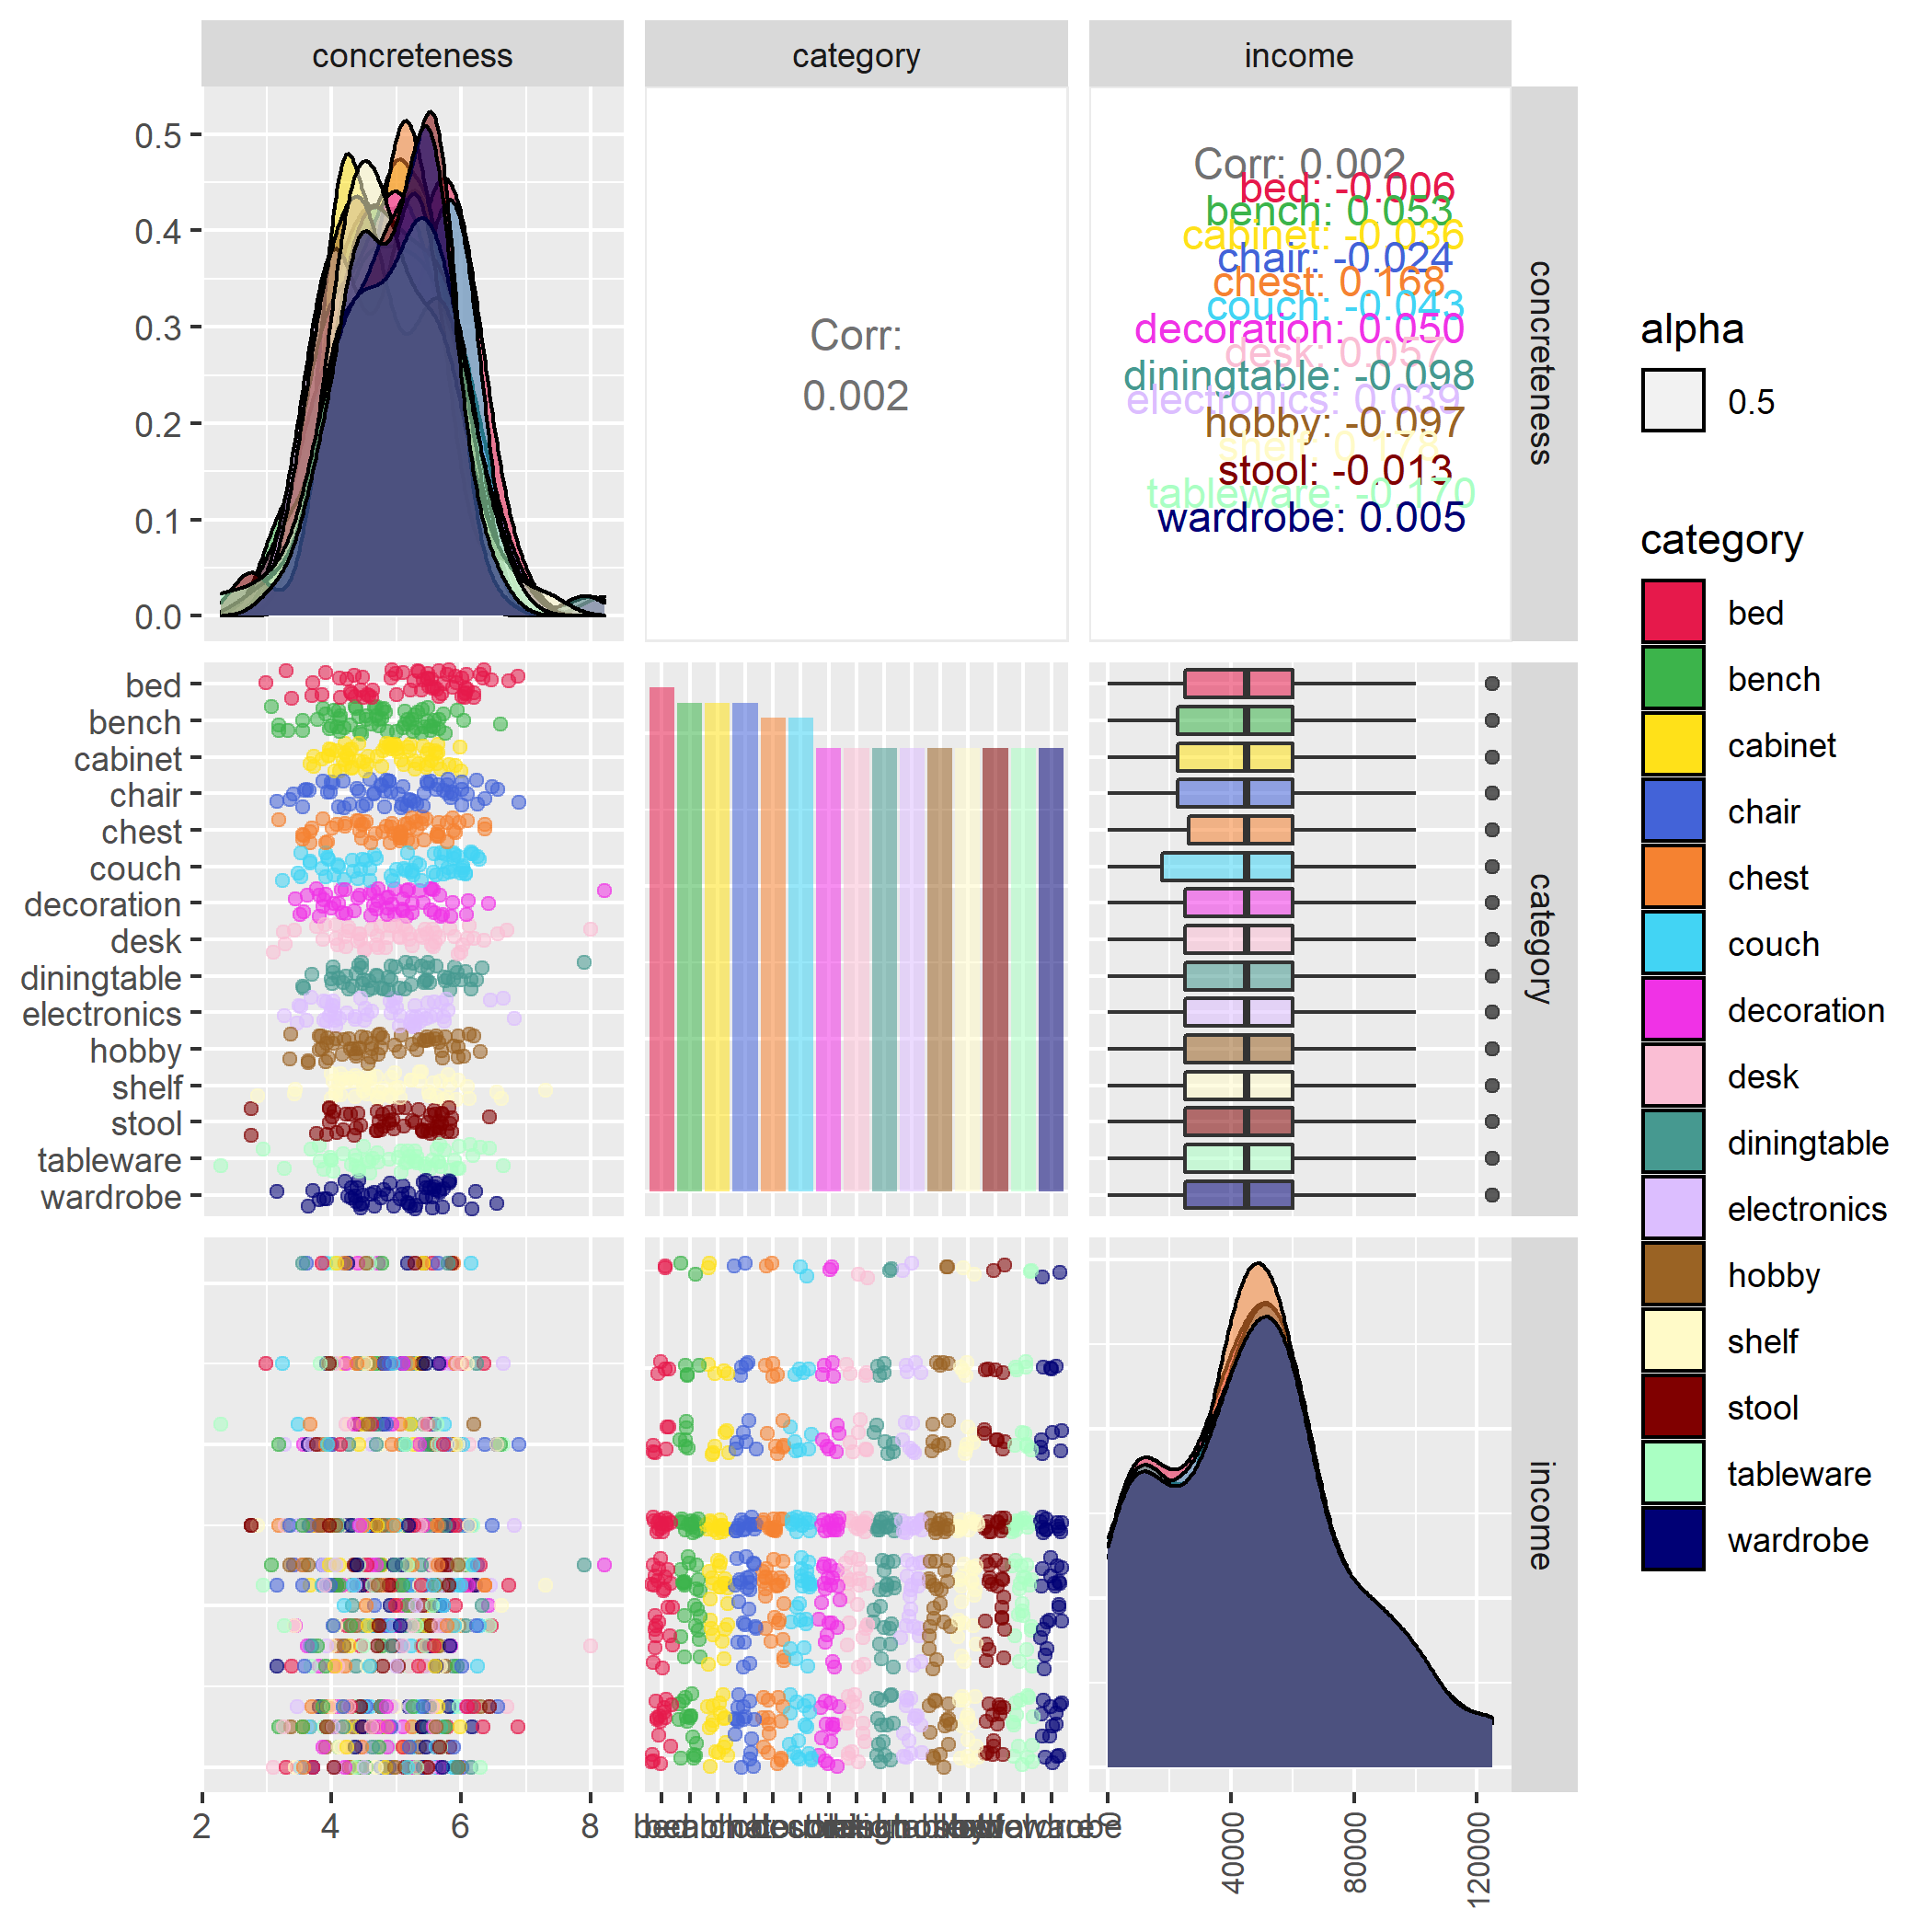 concreteness
category
income
0.5
0.4
0.3
0.2
0.1
0.0
Corr:
0.002
Corr: 0.002
bed: -0.006
bench: 0.053
cabinet: -0.036
chair: -0.024
chest: 0.168
couch: -0.043
decoration: 0.050
desk: 0.057
diningtable: -0.098
electronics: 0.039
hobby: -0.097
shelf: 0.178
stool: -0.013
tableware: -0.170
wardrobe: 0.005
concreteness
bed
bench
cabinet
chair
chest
couch
decoration
desk
diningtable
electronics
hobby
shelf
stool
tableware
wardrobe
category
income
2
4
6
8
0
40000
80000
120000
alpha
0.5
category
bed
bench
cabinet
chair
chest
couch
decoration
desk
diningtable
electronics
hobby
shelf
stool
tableware
wardrobe